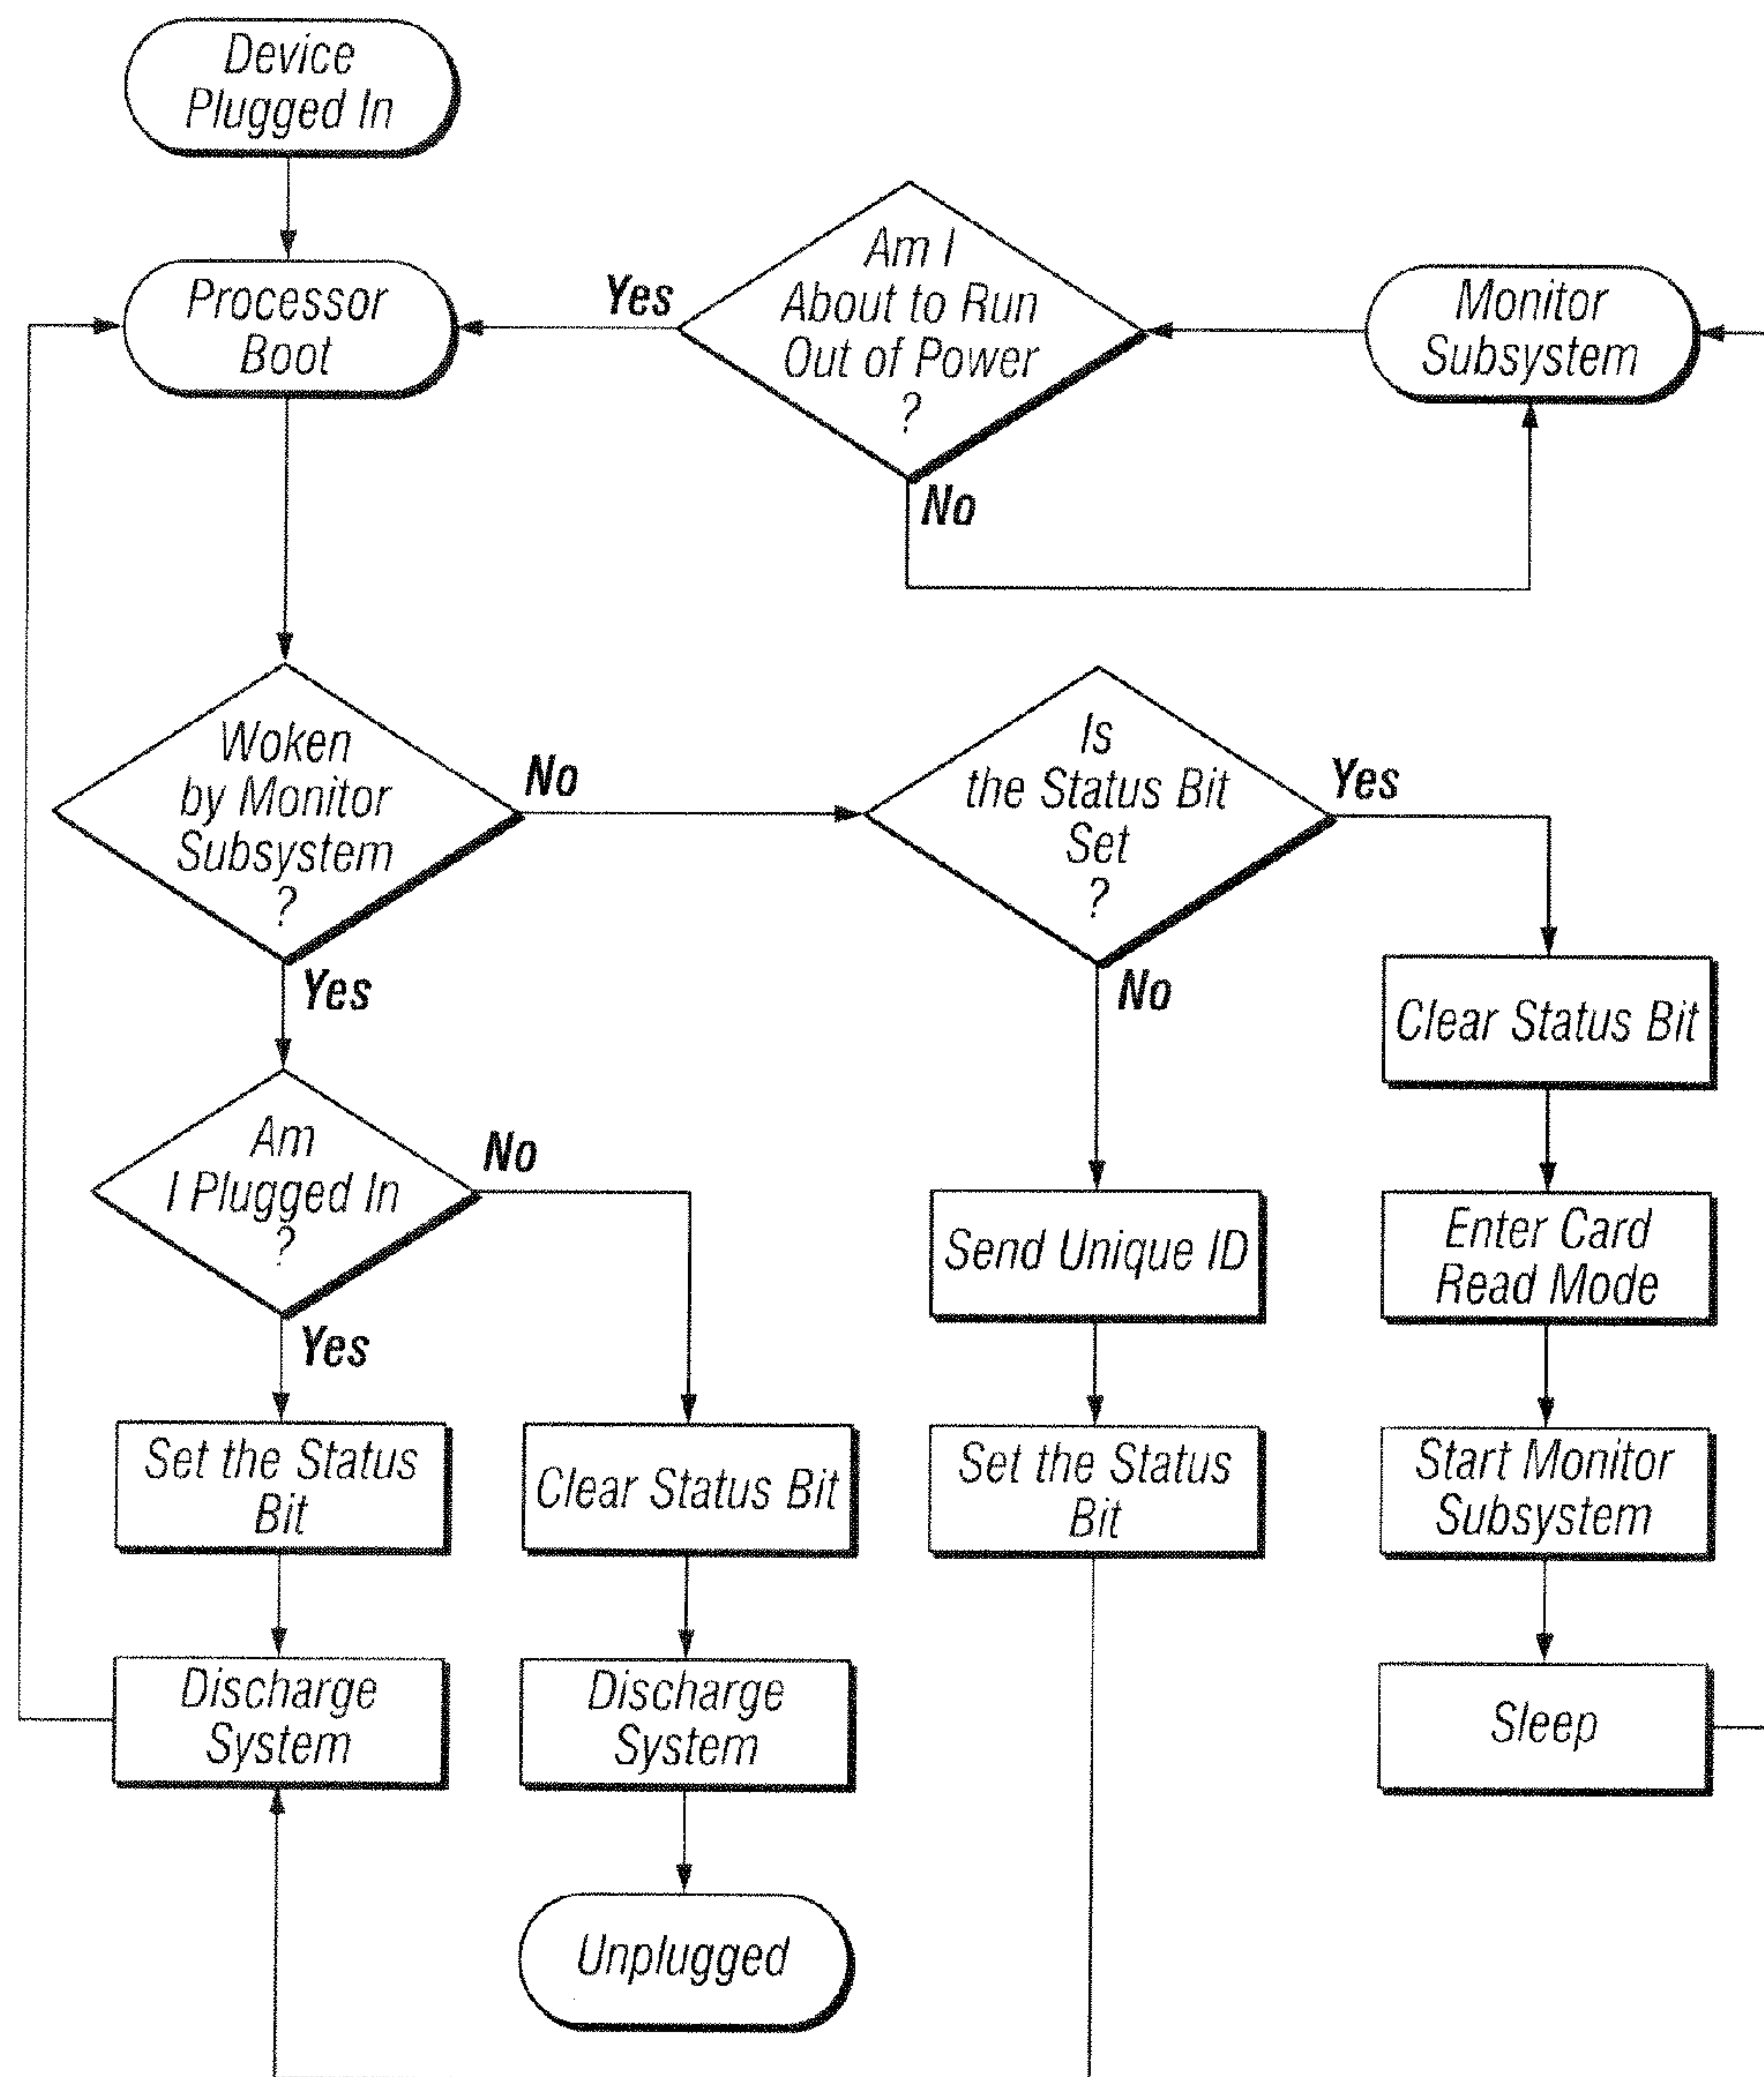 Device
Plugged In
Processor
Boot
Yes
Am I
About to Run
Out of Power
?
No
Monitor
Subsystem
Woken
by Monitor
Subsystem
?
No
Yes
Is
the Status Bit
Set
?
Yes
No
Clear Status Bit
Enter Card
Read Mode
Start Monitor
Subsystem
Sleep
Send Unique ID
Set the Status
Bit
Am
I Plugged In
?
No
Yes
Set the Status
Bit
Discharge
System
Clear Status Bit
Discharge
System
Unplugged